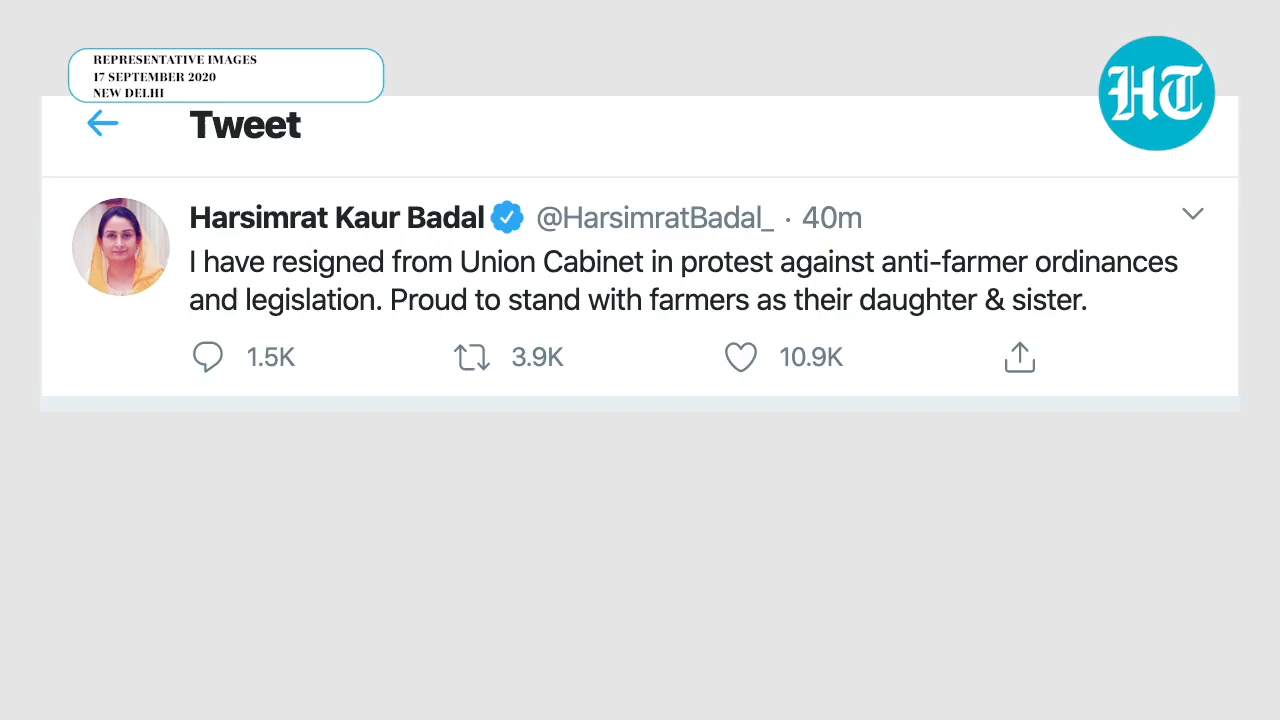 REPRESENTATIVE IMAGES
17 SEPTEMBER 2020
NEW DELHI
HT
Tweet
Harsimrat Kaur Badal @HarsimratBadal_ · 40m
I have resigned from Union Cabinet in protest against anti-farmer ordinances
and legislation. Proud to stand with farmers as their daughter & sister.
1.5K 3.9K 10.9K